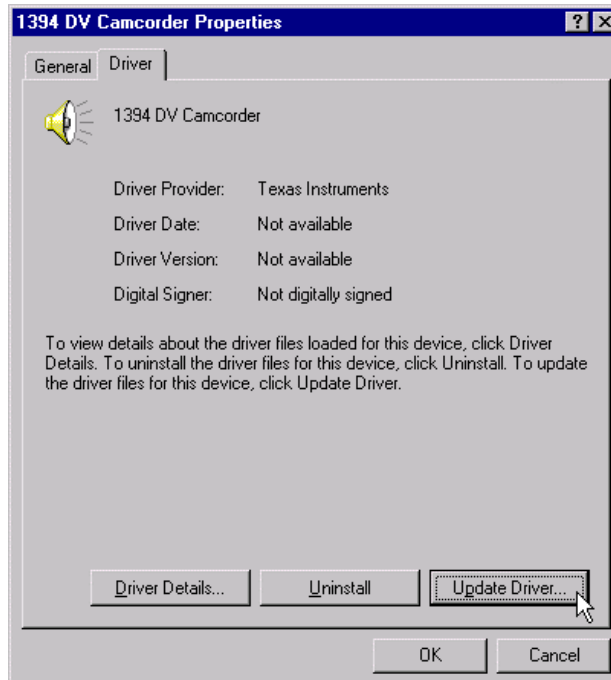 1394 DV Camcorder Properties
General Driver
1394 DV Camcorder
Driver Provider: Texas Instruments
Driver Date: Not available
Driver Version: Not available
Digital Signer: Not digitally signed
To view details about the driver files loaded for this device, click Driver
Details. To uninstall the driver files for this device, click Uninstall. To update
the driver files for this device, click Update Driver.
Driver Details... Uninstall Update Driver...
OK Cancel